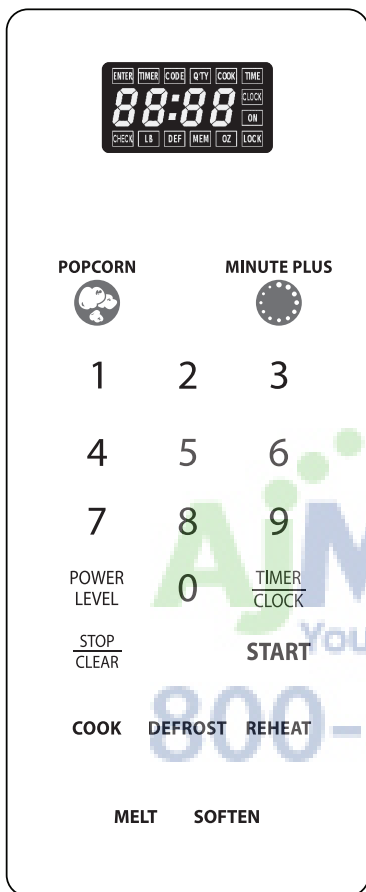 ENTER TIMER CODE Q'TY COOK TIME
88:88 CLOCK
ON
CHECK LB DEF MEM OZ LOCK
POPCORN MINUTE PLUS
1 2 3
4 5 6
7 8 9
POWER LEVEL 0 TIMER CLOCK
STOP CLEAR START
You
800-
COOK DEFROST REHEAT
MELT SOFTEN